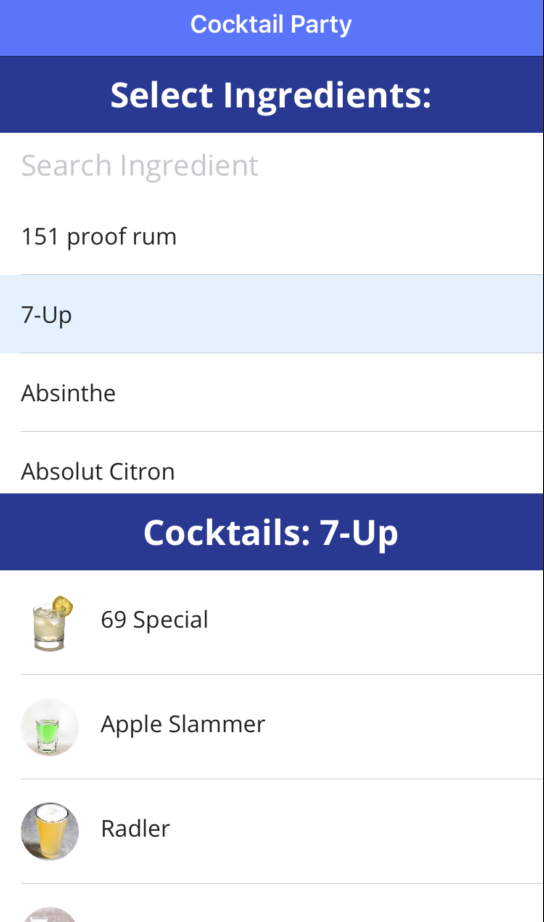 Cocktail Party
Select Ingredients:
Search Ingredient
151 proof rum
7-Up
Absinthe
Absolut Citron
Cocktails: 7-Up
69 Special
Apple Slammer
Radler